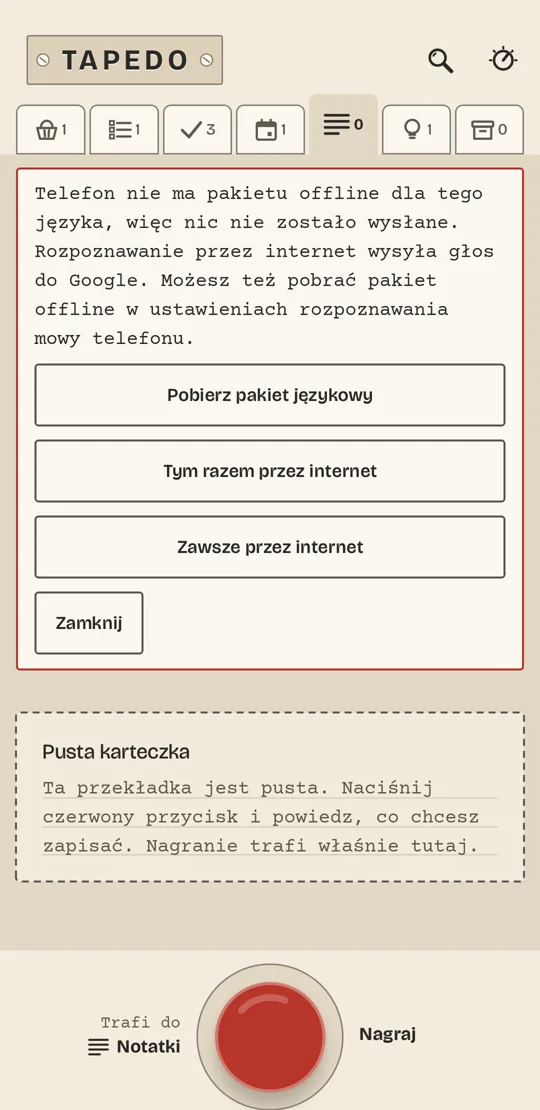 TAPEDO
1
1
3
1
0
1
0
Telefon nie ma pakietu offline dla tego
języka, więc nic nie zostało wysłane.
Rozpoznawanie przez internet wysyła głos
do Google. Możesz też pobrać pakiet
offline w ustawieniach rozpoznawania
mowy telefonu.
Pobierz pakiet językowy
Tym razem przez internet
Zawsze przez internet
Zamknij
Pusta karteczka
Ta przekładka jest pusta. Naciśnij
czerwony przycisk i powiedz, co chcesz
zapisać. Nagranie trafi właśnie tutaj.
Trafi do
Notatki
Nagraj